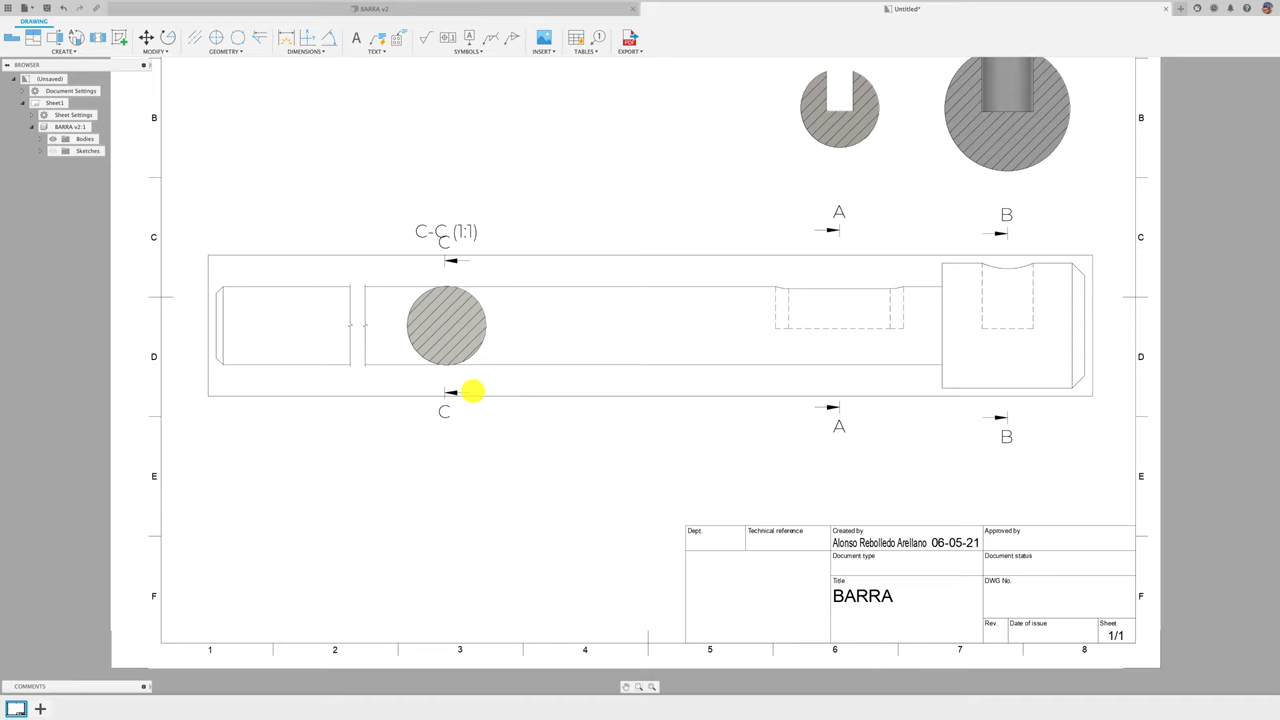 BARRA v2
Untitled*
DRAWING
CREATE
MODIFY
GEOMETRY
DIMENSIONS
TEXT
SYMBOLS
INSERT
TABLES
EXPORT
PDF
BROWSER
(Unsaved)
Document Settings
Sheet1
Sheet Settings
BARRA v2:1
Bodies
Sketches
B
B
C
C
D
D
E
E
F
F
A
B
C-C (1:1)
C
C
A
B
Dept.
Technical reference
Created by
Alonso Rebolledo Arellano 06-05-21
Approved by
Document type
Document status
Title
BARRA
DWG No.
Rev.
Date of issue
Sheet
1/1
1 2 3 4 5 6 7 8
COMMENTS